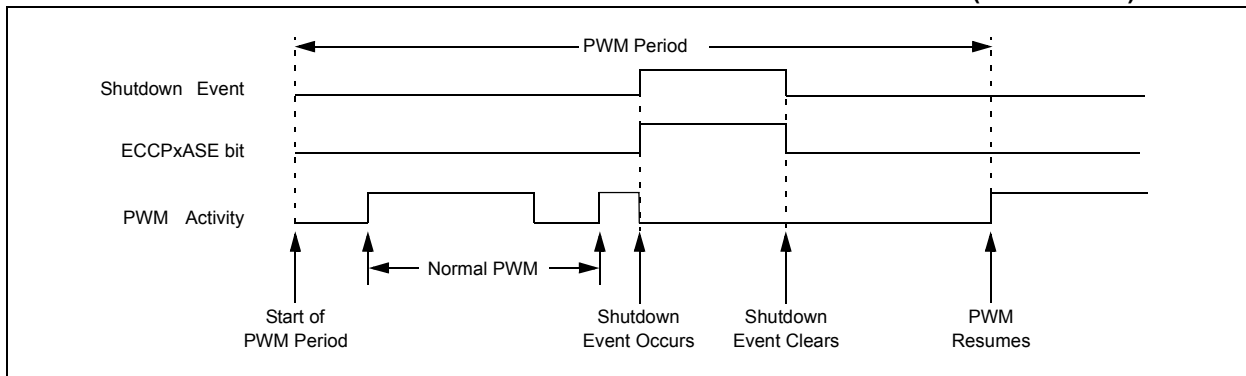 PWM Period
Shutdown Event
ECCPxASE bit
PWM Activity
Normal PWM
Start of
PWM Period
Shutdown
Event Occurs
Shutdown
Event Clears
PWM
Resumes